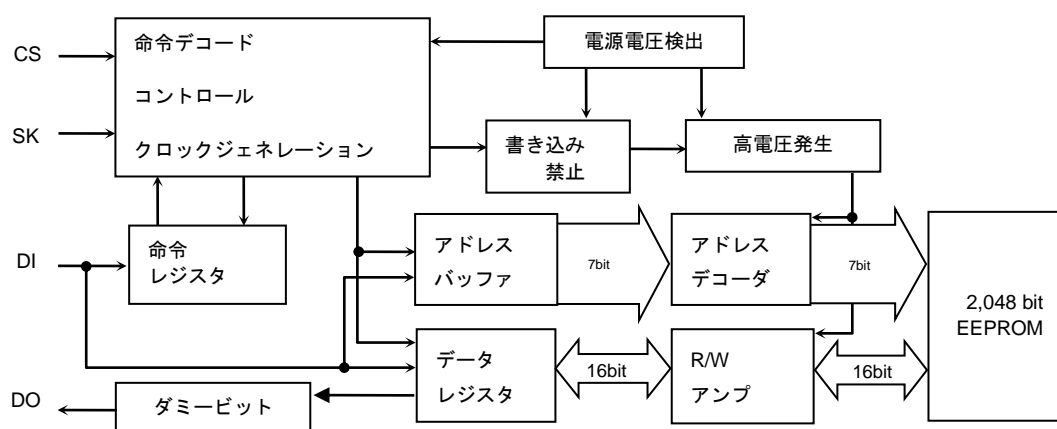 CS
SK
DI
DO
命令デコード
コントロール
クロックジェネレーション
電源電圧検出
書き込み
禁止
高電圧発生
命令
レジスタ
アドレス
バッファ
7bit
アドレス
デコーダ
7bit
2,048 bit
EEPROM
データ
レジスタ
16bit
R/W
アンプ
16bit
ダミービット